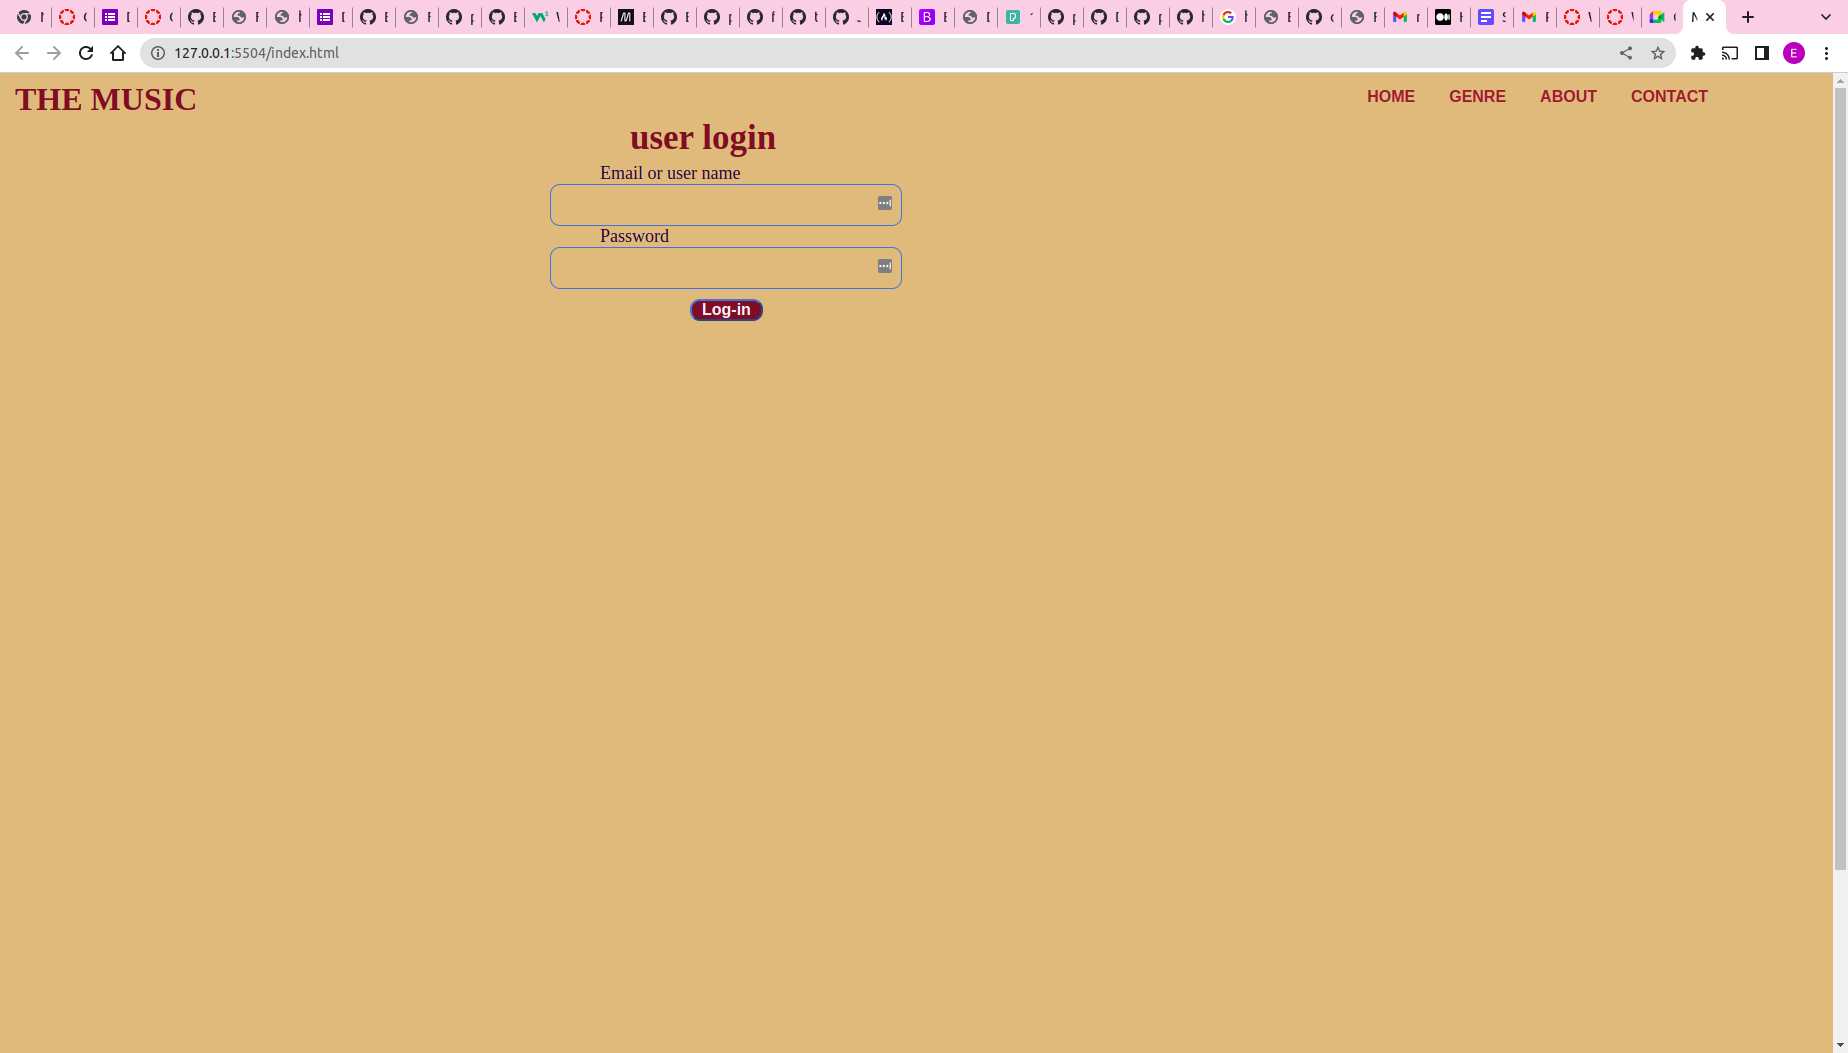 127.0.0.1:5504/index.html
E
THE MUSIC
HOME GENRE ABOUT CONTACT
user login
Email or user name
Password
Log-in